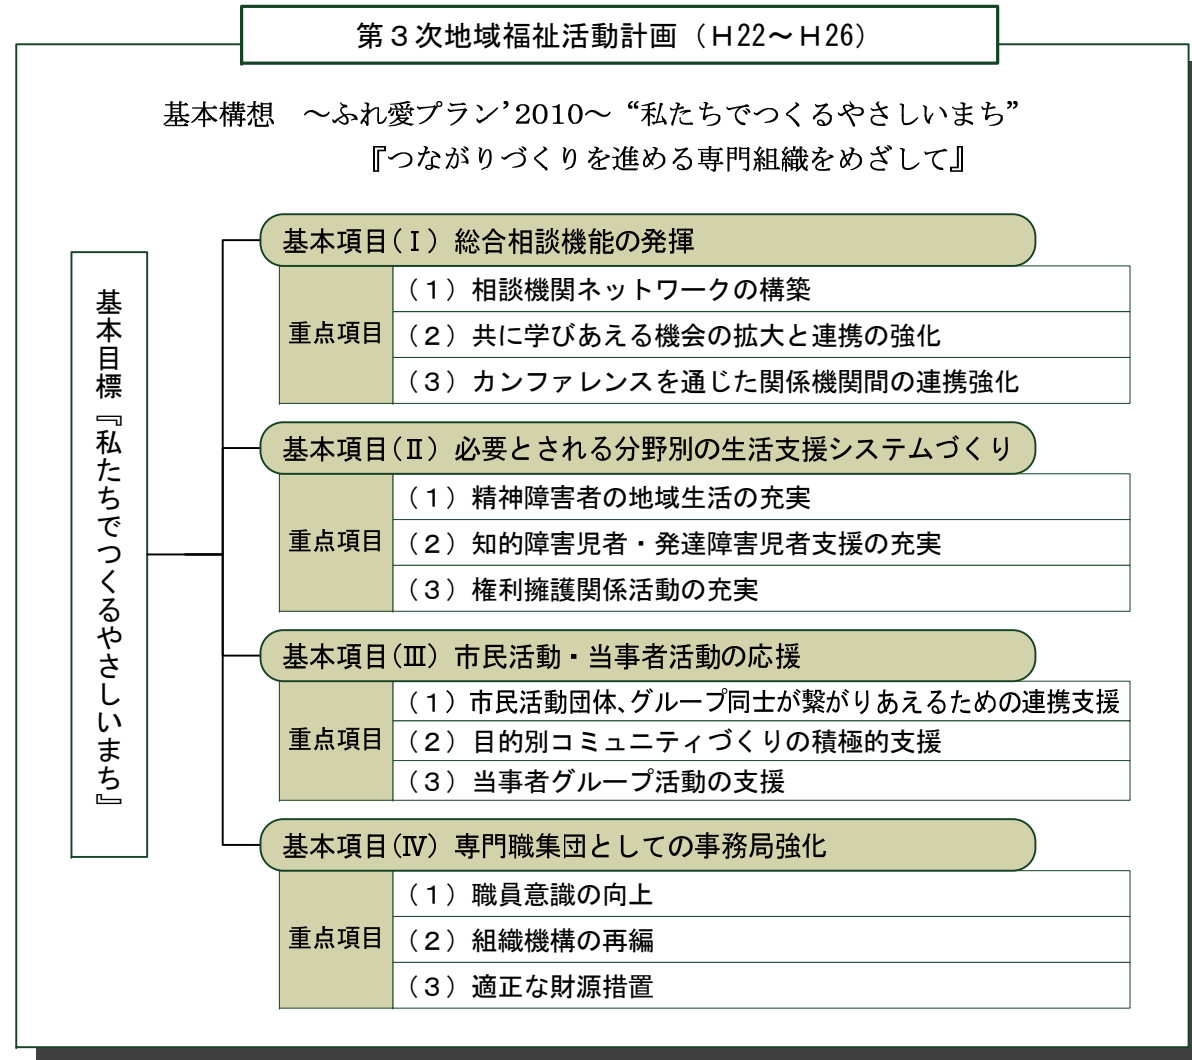 第３次地域福祉活動計画（Ｈ22～Ｈ26）
基本構想　～ふれ愛プラン’2010～“私たちでつくるやさしいまち”
『つながりづくりを進める専門組織をめざして』
基本目標『私たちでつくるやさしいまち』
基本項目(Ⅰ) 総合相談機能の発揮
重点項目
（１）相談機関ネットワークの構築
（２）共に学びあえる機会の拡大と連携の強化
（３）カンファレンスを通じた関係機関間の連携強化
基本項目(Ⅱ) 必要とされる分野別の生活支援システムづくり
重点項目
（１）精神障害者の地域生活の充実
（２）知的障害児者・発達障害児者支援の充実
（３）権利擁護関係活動の充実
基本項目(Ⅲ) 市民活動・当事者活動の応援
重点項目
（１）市民活動団体、グループ同士が繋がりあえるための連携支援
（２）目的別コミュニティづくりの積極的支援
（３）当事者グループ活動の支援
基本項目(Ⅳ) 専門職集団としての事務局強化
重点項目
（１）職員意識の向上
（２）組織機構の再編
（３）適正な財源措置